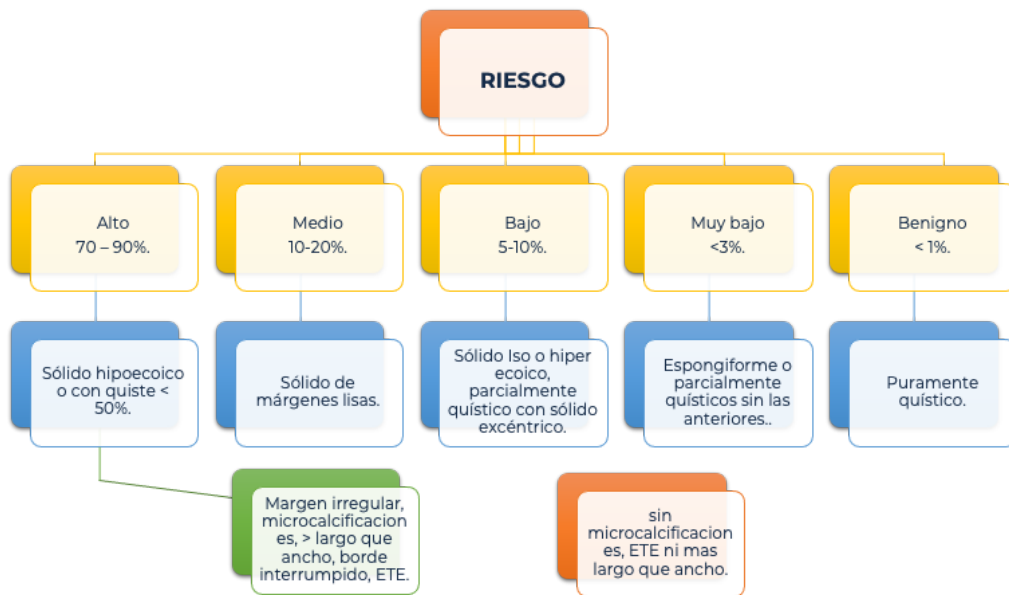 RIESGO
Alto
70 – 90%.
Medio
10-20%.
Bajo
5-10%.
Muy bajo
<3%.
Benigno
< 1%.
Sólido hipoecoico
o con quiste <
50%.
Sólido de
márgenes lisas.
Sólido Iso o hiper
ecoico,
parcialmente
quístico con sólido
excéntrico.
Espongiforme o
parcialmente
quísticos sin las
anteriores..
Puramente
quístico.
Margen irregular,
microcalcificacion
es, > largo que
ancho, borde
interrumpido, ETE.
sin
microcalcificacion
es, ETE ni mas
largo que ancho.